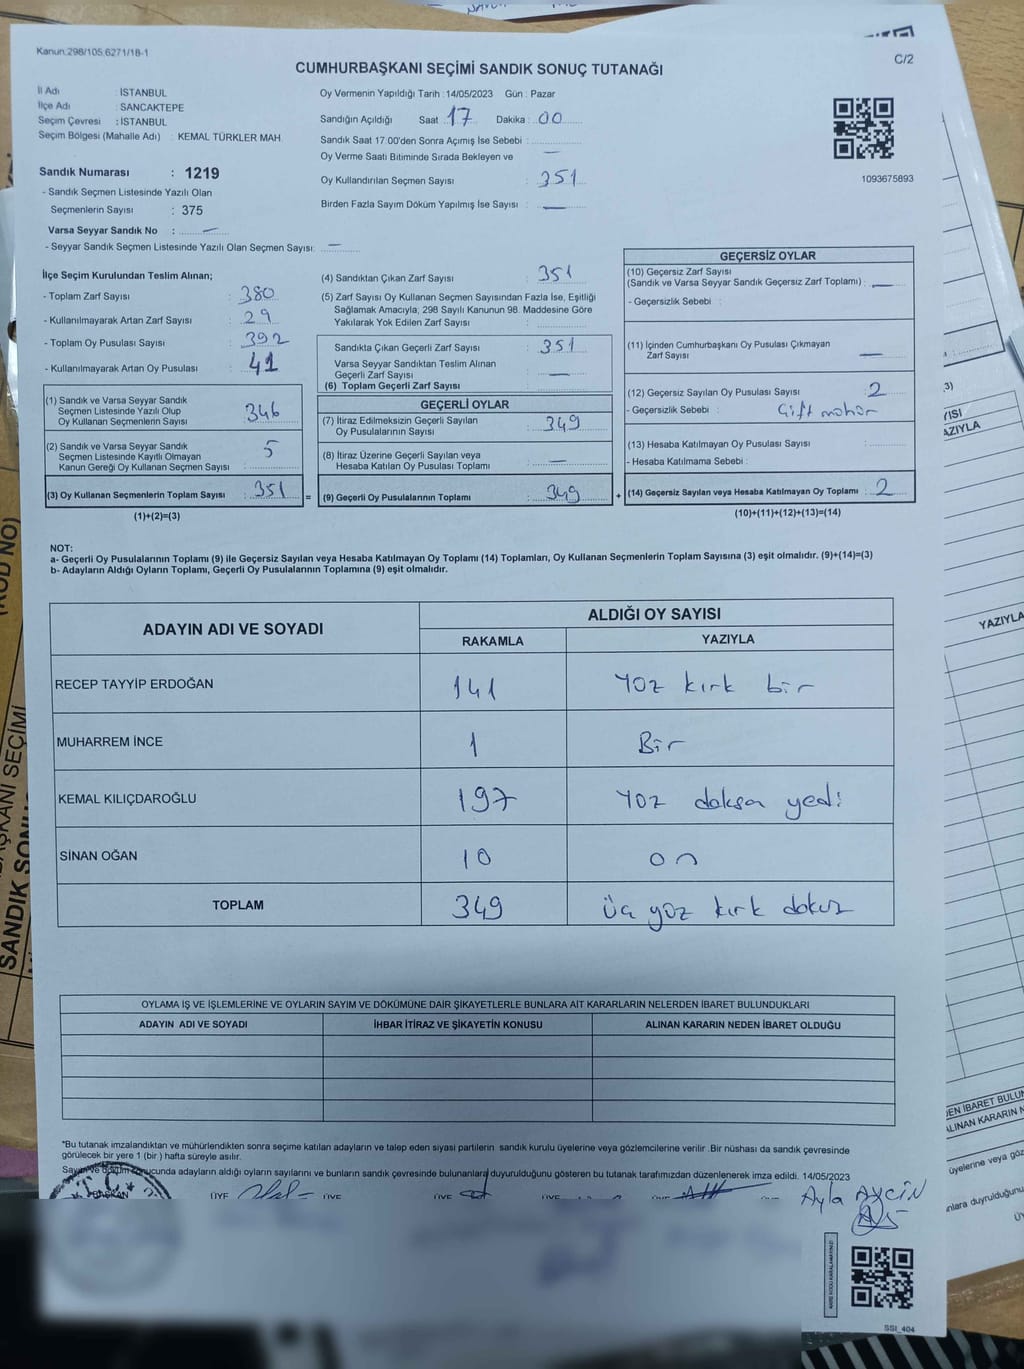 Kanun.298/105,6271/18-1
C/2
CUMHURBAŞKANI SEÇİMİ SANDIK SONUÇ TUTANAĞI
İl Adı : İSTANBUL
İlçe Adı : SANCAKTEPE
Seçim Çevresi : İSTANBUL
Seçim Bölgesi (Mahalle Adı) : KEMAL TÜRKLER MAH.
Oy Vermenin Yapıldığı Tarih :14/05/2023 Gün : Pazar
Sandığın Açıldığı Saat :17 Dakika :00
Sandık Saat 17:00'den Sonra Açımış İse Sebebi :
Oy Verme Saati Bitiminde Sırada Bekleyen ve
Oy Kullandırılan Seçmen Sayısı : 351
Birden Fazla Sayım Döküm Yapılmış İse Sayısı : —
1093675893
Sandık Numarası : 1219
- Sandık Seçmen Listesinde Yazılı Olan
Seçmenlerin Sayısı : 375
Varsa Seyyar Sandık No : —
- Seyyar Sandık Seçmen Listesinde Yazılı Olan Seçmen Sayısı: —
İlçe Seçim Kurulundan Teslim Alınan;
- Toplam Zarf Sayısı : 380
- Kullanılmayarak Artan Zarf Sayısı : 29
- Toplam Oy Pusulası Sayısı : 392
- Kullanılmayarak Artan Oy Pusulası : 41
(1) Sandık ve Varsa Seyyar Sandık
Seçmen Listesinde Yazılı Olup
Oy Kullanan Seçmenlerin Sayısı : 346
(2) Sandık ve Varsa Seyyar Sandık
Seçmen Listesinde Kayıtlı Olmayan
Kanun Gereği Oy Kullanan Seçmen Sayısı : 5
(3) Oy Kullanan Seçmenlerin Toplam Sayısı : 351 =
(1)+(2)=(3)
(4) Sandıktan Çıkan Zarf Sayısı : 351
(5) Zarf Sayısı Oy Kullanan Seçmen Sayısından Fazla İse, Eşitliği
Sağlamak Amacıyla; 298 Sayılı Kanunun 98. Maddesine Göre
Yakılarak Yok Edilen Zarf Sayısı :
Sandıkta Çıkan Geçerli Zarf Sayısı : 351
Varsa Seyyar Sandıktan Teslim Alınan
Geçerli Zarf Sayısı : —
(6) Toplam Geçerli Zarf Sayısı
GEÇERLİ OYLAR
(7) İtiraz Edilmeksizin Geçerli Sayılan
Oy Pusulalarının Sayısı : 349
(8) İtiraz Üzerine Geçerli Sayılan veya
Hesaba Katılan Oy Pusulası Toplamı : —
(9) Geçerli Oy Pusulalarının Toplamı : 349 +
GEÇERSİZ OYLAR
(10) Geçersiz Zarf Sayısı
(Sandık ve Varsa Seyyar Sandık Geçersiz Zarf Toplamı) : —
- Geçersizlik Sebebi :
(11) İçinden Cumhurbaşkanı Oy Pusulası Çıkmayan
Zarf Sayısı : —
(12) Geçersiz Sayılan Oy Pusulası Sayısı : 2
- Geçersizlik Sebebi : Çift mühür
(13) Hesaba Katılmayan Oy Pusulası Sayısı :
- Hesaba Katılmama Sebebi :
(14) Geçersiz Sayılan veya Hesaba Katılmayan Oy Toplamı : 2
(10)+(11)+(12)+(13)=(14)
NOT:
a- Geçerli Oy Pusulalarının Toplamı (9) ile Geçersiz Sayılan veya Hesaba Katılmayan Oy Toplamı (14) Toplamları, Oy Kullanan Seçmenlerin Toplam Sayısına (3) eşit olmalıdır. (9)+(14)=(3)
b- Adayların Aldığı Oyların Toplamı, Geçerli Oy Pusulalarının Toplamına (9) eşit olmalıdır.
ADAYIN ADI VE SOYADI ALDIĞI OY SAYISI
RAKAMLA YAZIYLA
RECEP TAYYİP ERDOĞAN 141 Yüz kırk bir
MUHARREM İNCE 1 Bir
KEMAL KILIÇDAROĞLU 197 Yüz doksan yedi
SİNAN OĞAN 10 on
TOPLAM 349 üç yüz kırk dokuz
OYLAMA İŞ VE İŞLEMLERİNE VE OYLARIN SAYIM VE DÖKÜMÜNE DAİR ŞİKAYETLERLE BUNLARA AİT KARARLARIN NELERDEN İBARET BULUNDUKLARI
ADAYIN ADI VE SOYADI İHBAR İTİRAZ VE ŞİKAYETİN KONUSU ALINAN KARARIN NEDEN İBARET OLDUĞU
*Bu tutanak imzalandıktan ve mühürlendikten sonra seçime katılan adayların ve talep eden siyasi partilerin sandık kurulu üyelerine veya gözlemcilerine verilir. Bir nüshası da sandık çevresinde
görülecek bir yere 1 (bir) hafta süreyle asılır.
Sayım ve döküm sonucunda adayların aldığı oyların sayılarını ve bunların sandık çevresinde bulunanlara duyurulduğunu gösteren bu tutanak tarafımızdan düzenlenerek imza edildi. 14/05/2023
BAŞKAN ÜYE ÜYE ÜYE ÜYE ÜYE
Ayla AYCİN
SSI_404
SANDIK SONUÇ
YAZIYLA